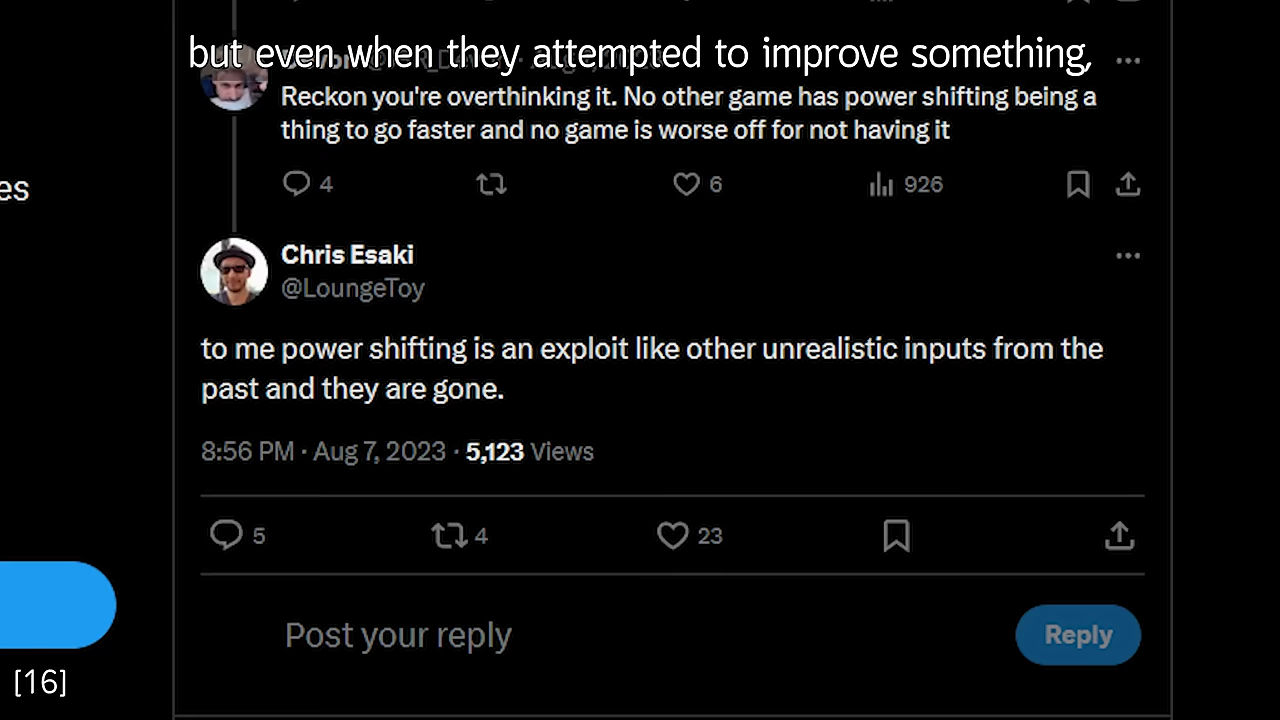 but even when they attempted to improve something,
Reckon you're overthinking it. No other game has power shifting being a
thing to go faster and no game is worse off for not having it
4
6
926
es
Chris Esaki
@LoungeToy
to me power shifting is an exploit like other unrealistic inputs from the
past and they are gone.
8:56 PM · Aug 7, 2023 · 5,123 Views
5
4
23
Post your reply
Reply
[16]